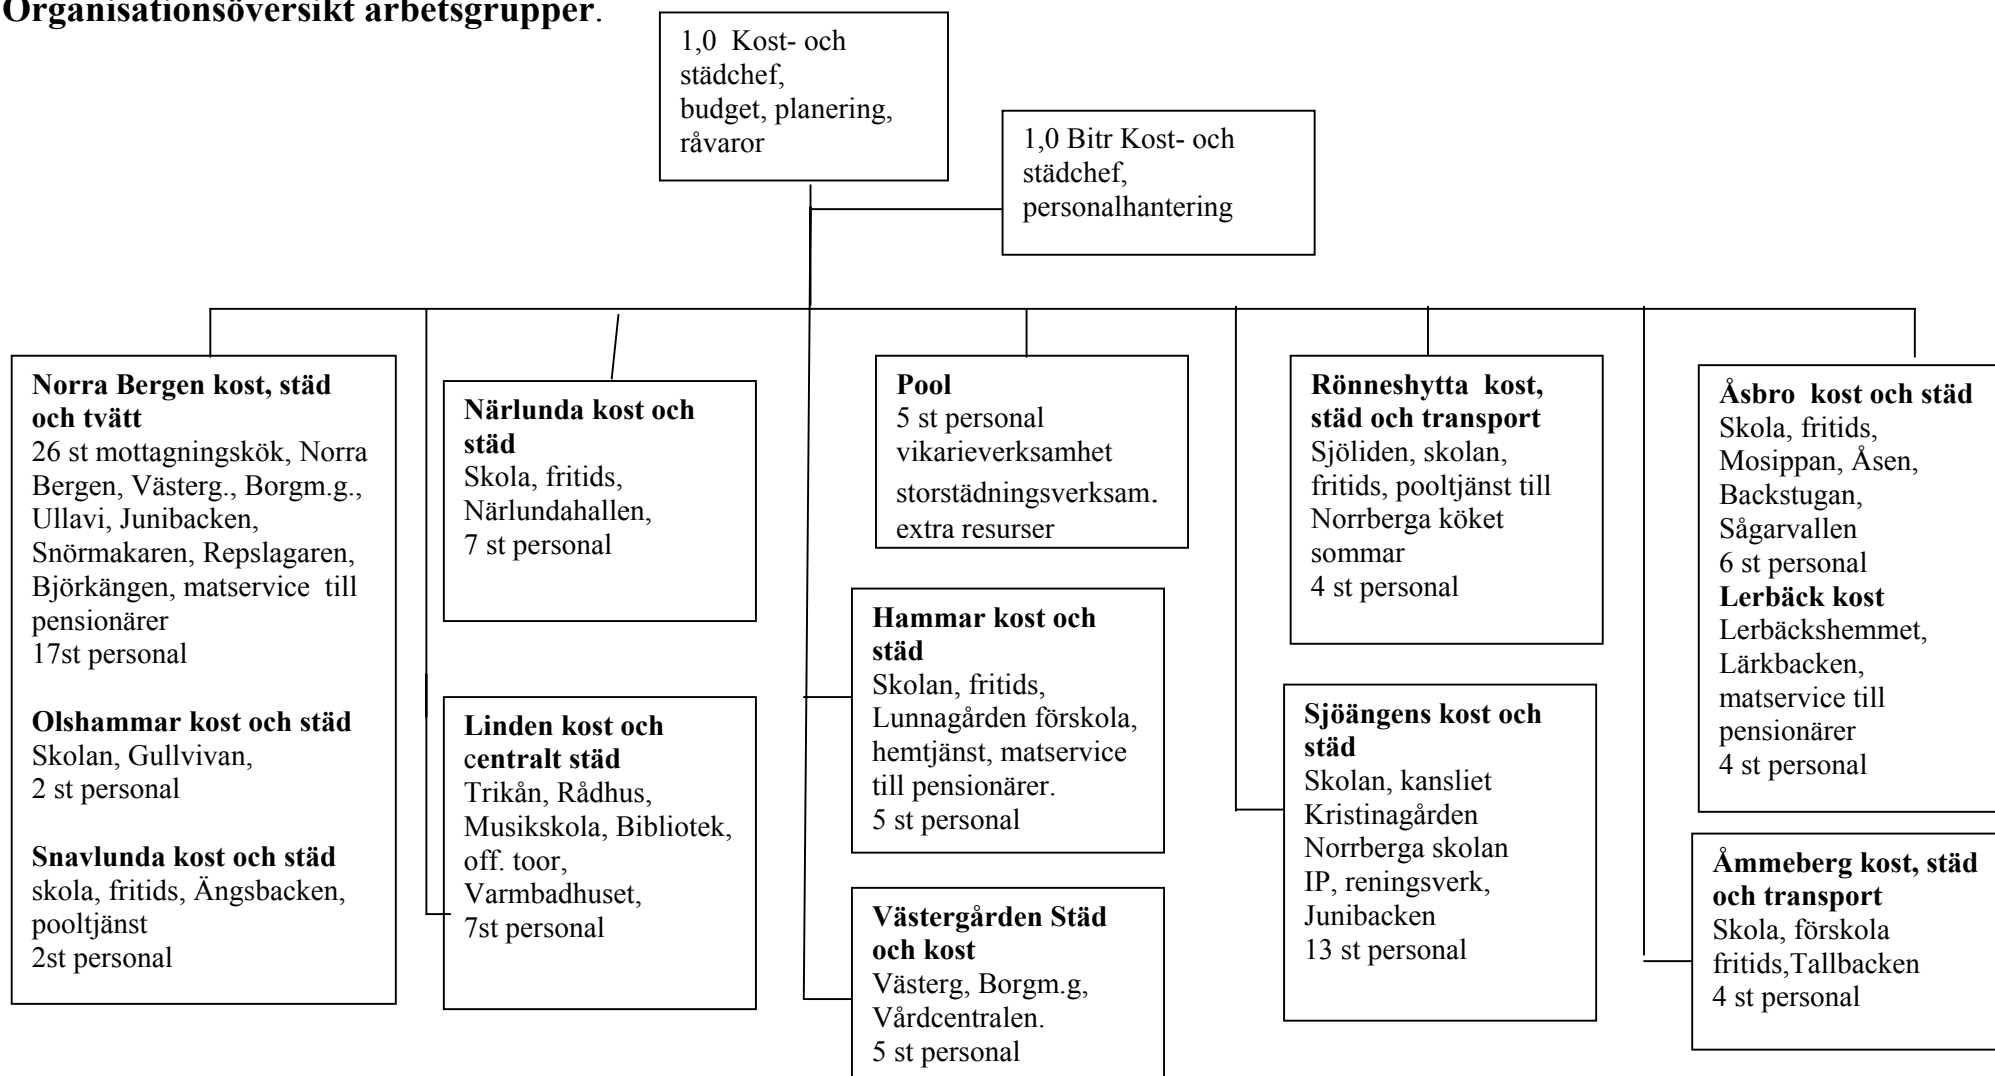 Organisationsöversikt arbetsgrupper.
1,0  Kost- och
städchef,
budget, planering,
råvaror
1,0 Bitr Kost- och
städchef,
personalhantering
Norra Bergen kost, städ
och tvätt
26 st mottagningskök, Norra
Bergen, Västerg., Borgm.g.,
Ullavi, Junibacken,
Snörmakaren, Repslagaren,
Björkängen, matservice  till
pensionärer
17st personal
Olshammar kost och städ
Skolan, Gullvivan,
2 st personal
Snavlunda kost och städ
skola, fritids, Ängsbacken,
pooltjänst
2st personal
Närlunda kost och
städ
Skola, fritids,
Närlundahallen,
7 st personal
Linden kost och
centralt städ
Trikån, Rådhus,
Musikskola, Bibliotek,
off. toor,
Varmbadhuset,
7st personal
Pool
5 st personal
vikarieverksamhet
storstädningsverksam.
extra resurser
Hammar kost och
städ
Skolan, fritids,
Lunnagården förskola,
hemtjänst, matservice
till pensionärer.
5 st personal
Västergården Städ
och kost
Västerg, Borgm.g,
Vårdcentralen.
5 st personal
Rönneshytta  kost,
städ och transport
Sjöliden, skolan,
fritids, pooltjänst till
Norrberga köket
sommar
4 st personal
Sjöängens kost och
städ
Skolan, kansliet
Kristinagården
Norrberga skolan
IP, reningsverk,
Junibacken
13 st personal
Åsbro  kost och städ
Skola, fritids,
Mosippan, Åsen,
Backstugan,
Sågarvallen
6 st personal
Lerbäck kost
Lerbäckshemmet,
Lärkbacken,
matservice till
pensionärer
4 st personal
Åmmeberg kost, städ
och transport
Skola, förskola
fritids,Tallbacken
4 st personal